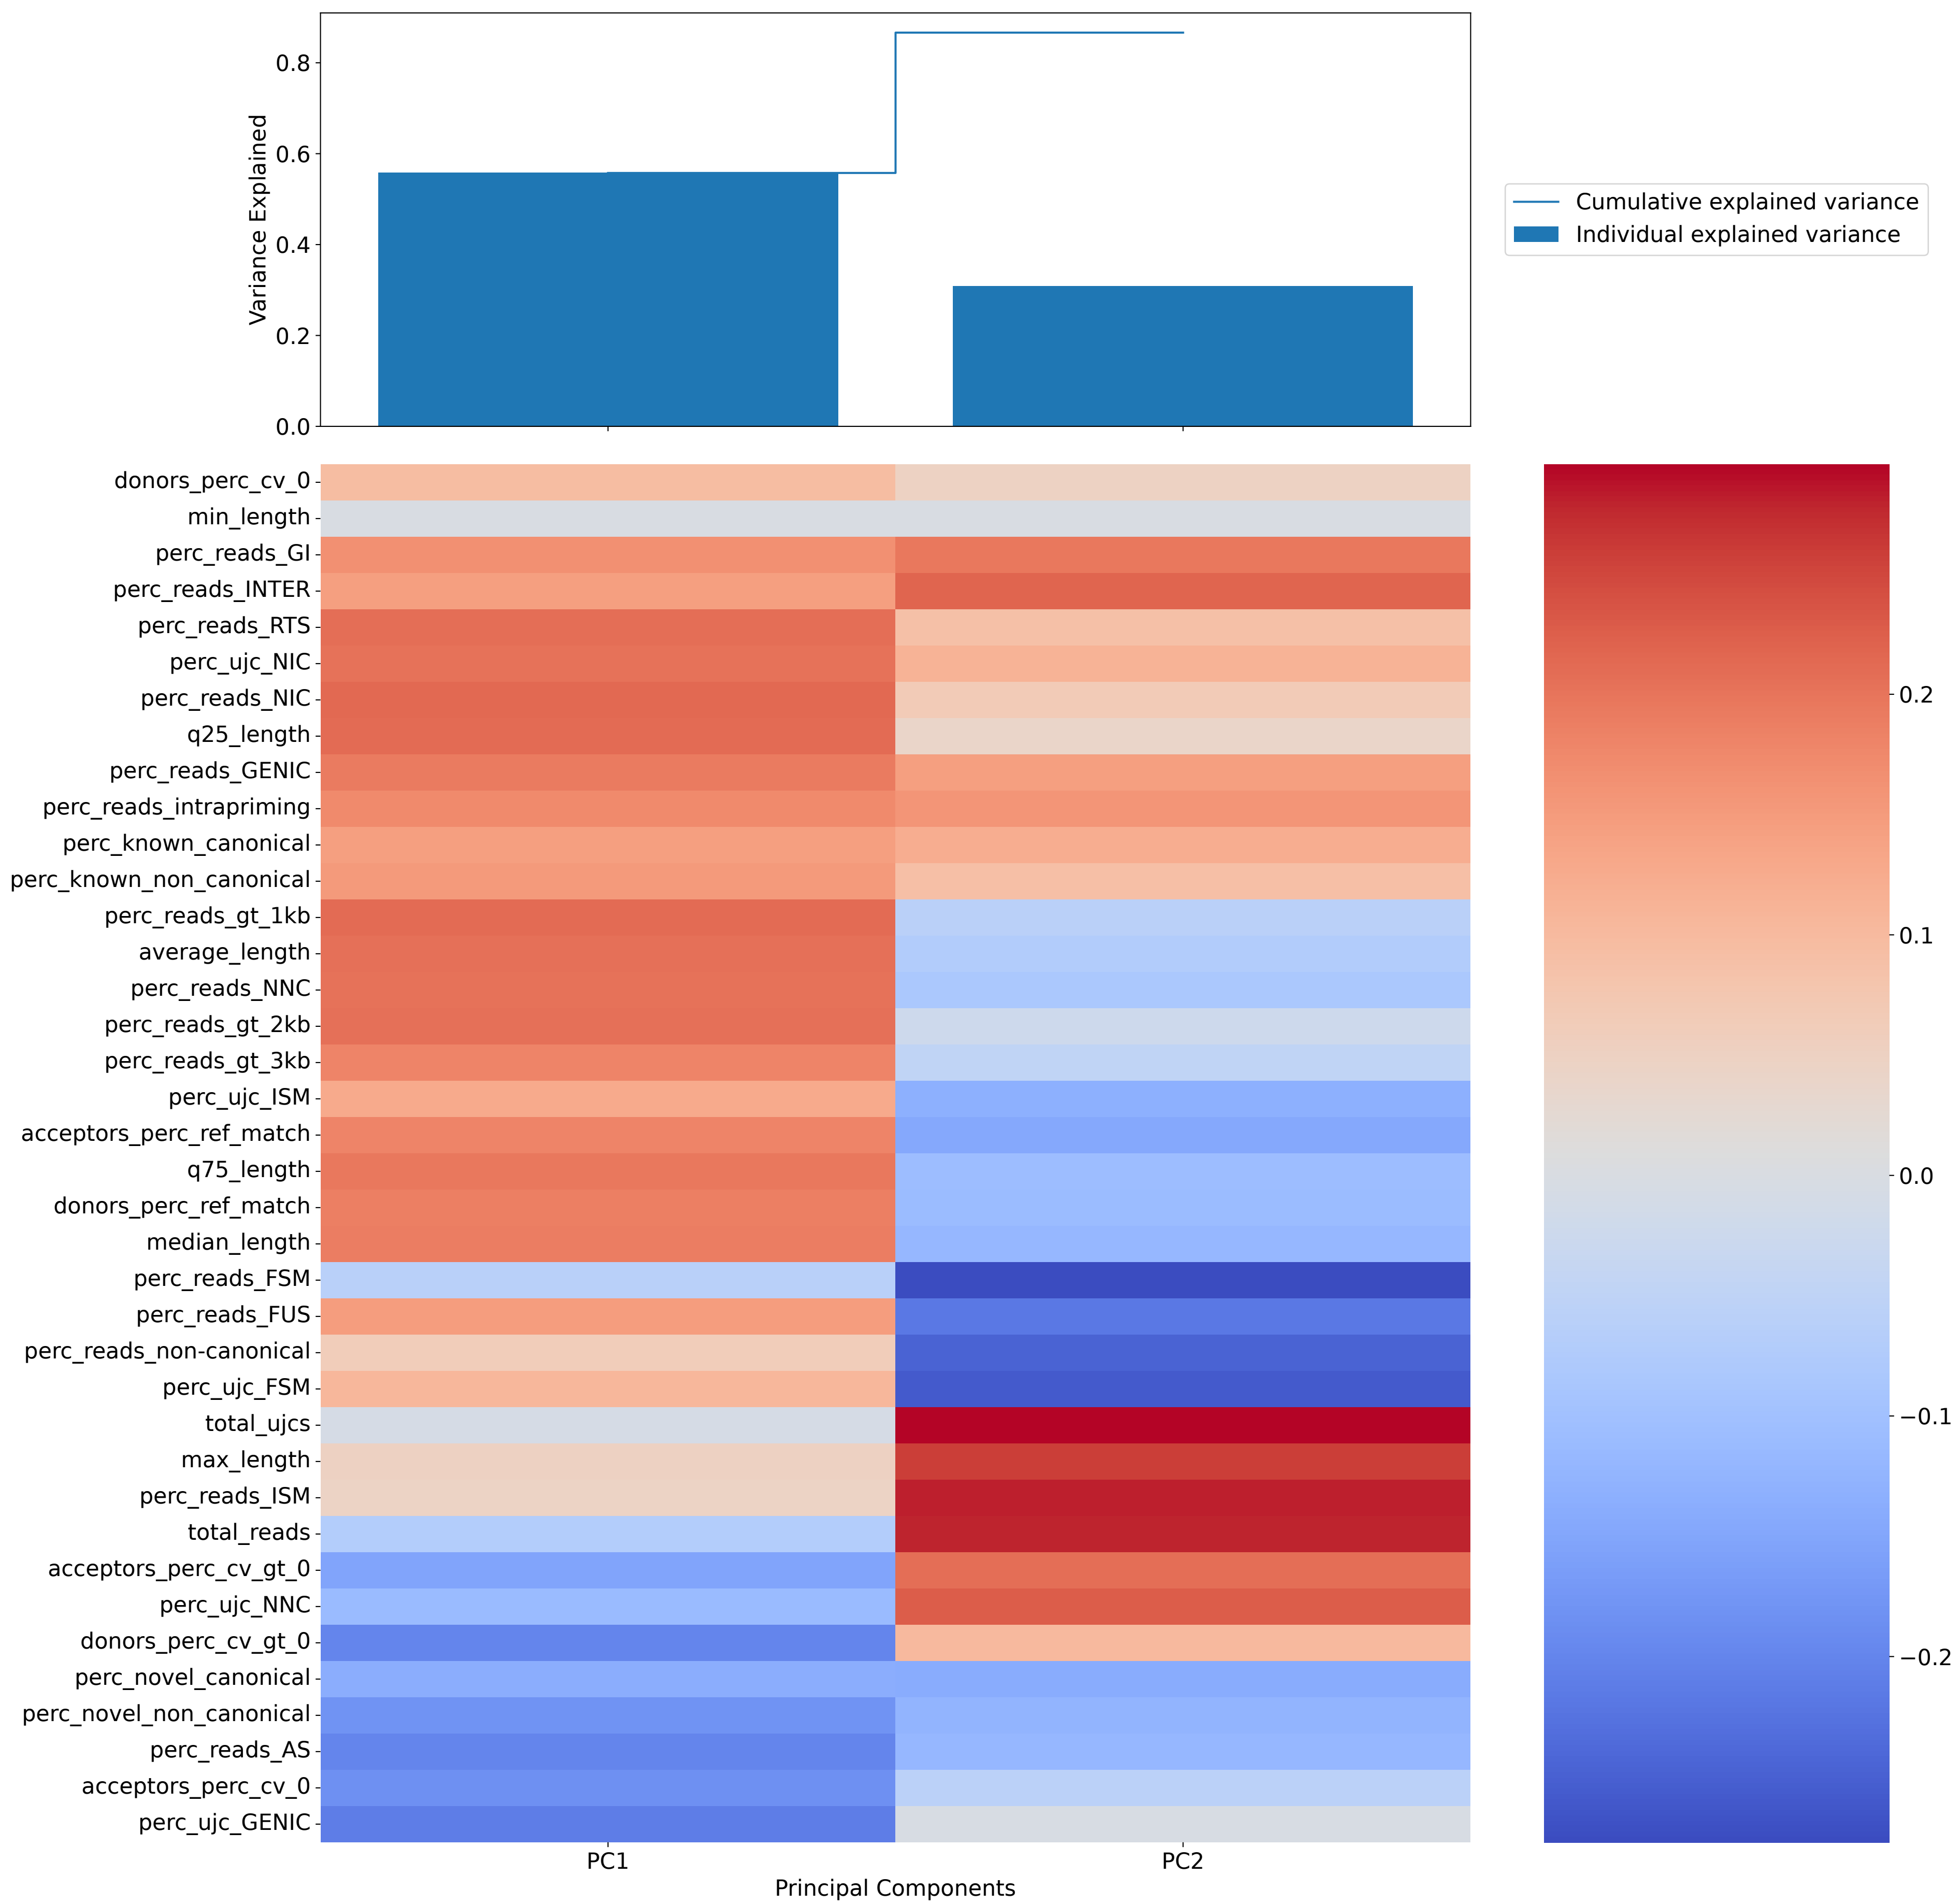 0.8
0.6
0.4
0.2
0.0
Variance Explained
Cumulative explained variance
Individual explained variance
donors_perc_cv_0
min_length
perc_reads_GI
perc_reads_INTER
perc_reads_RTS
perc_ujc_NIC
perc_reads_NIC
q25_length
perc_reads_GENIC
perc_reads_intrapriming
perc_known_canonical
perc_known_non_canonical
perc_reads_gt_1kb
average_length
perc_reads_NNC
perc_reads_gt_2kb
perc_reads_gt_3kb
perc_ujc_ISM
acceptors_perc_ref_match
q75_length
donors_perc_ref_match
median_length
perc_reads_FSM
perc_reads_FUS
perc_reads_non-canonical
perc_ujc_FSM
total_ujcs
max_length
perc_reads_ISM
total_reads
acceptors_perc_cv_gt_0
perc_ujc_NNC
donors_perc_cv_gt_0
perc_novel_canonical
perc_novel_non_canonical
perc_reads_AS
acceptors_perc_cv_0
perc_ujc_GENIC
PC1
PC2
Principal Components
0.2
0.1
0.0
−0.1
−0.2